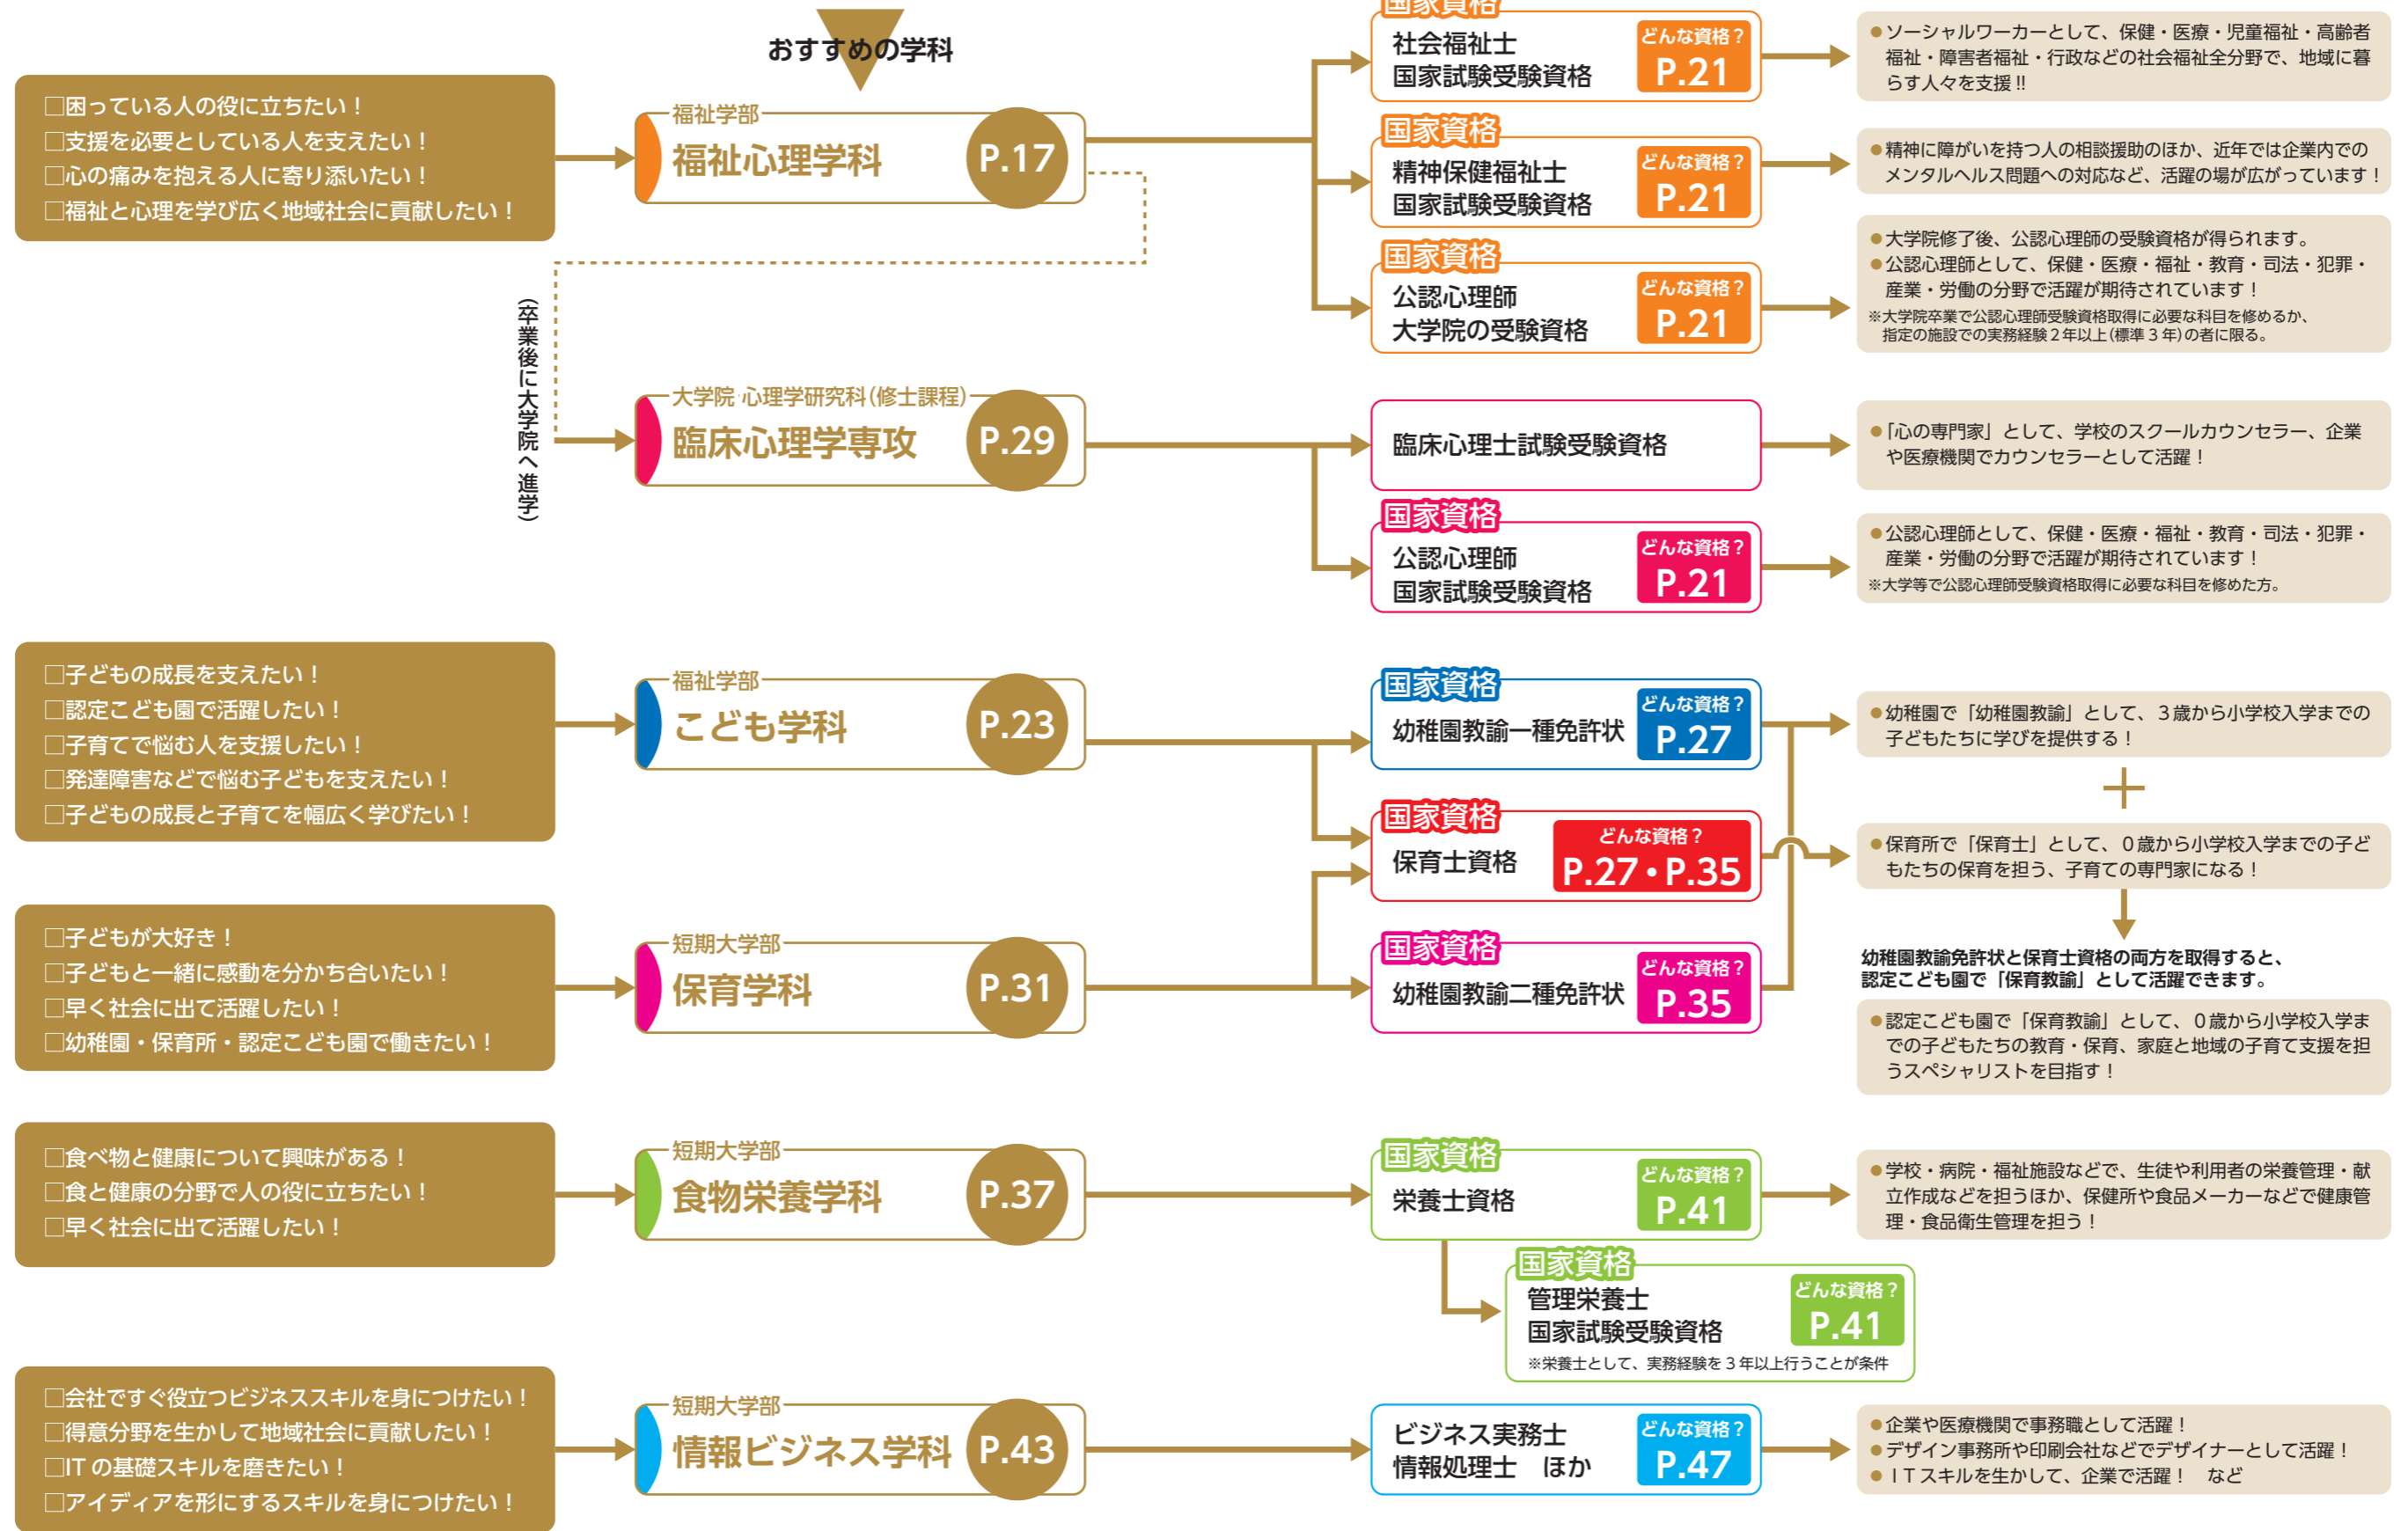 おすすめの学科
□困っている人の役に立ちたい！
□支援を必要としている人を支えたい！
□心の痛みを抱える人に寄り添いたい！
□福祉と心理を学び広く地域社会に貢献したい！
福祉学部
福祉心理学科
P.17
国家資格
社会福祉士
国家試験受験資格
どんな資格？
P.21
●ソーシャルワーカーとして、保健・医療・児童福祉・高齢者
福祉・障害者福祉・行政などの社会福祉全分野で、地域に暮
らす人々を支援!!
国家資格
精神保健福祉士
国家試験受験資格
どんな資格？
P.21
●精神に障がいを持つ人の相談援助のほか、近年では企業内での
メンタルヘルス問題への対応など、活躍の場が広がっています！
国家資格
公認心理師
大学院の受験資格
どんな資格？
P.21
●大学院修了後、公認心理師の受験資格が得られます。
●公認心理師として、保健・医療・福祉・教育・司法・犯罪・
産業・労働の分野で活躍が期待されています！
※大学院卒業で公認心理師受験資格取得に必要な科目を修めるか、
指定の施設での実務経験２年以上（標準３年）の者に限る。
（卒業後に大学院へ進学）
大学院 心理学研究科（修士課程）
臨床心理学専攻
P.29
臨床心理士試験受験資格
●「心の専門家」として、学校のスクールカウンセラー、企業
や医療機関でカウンセラーとして活躍！
国家資格
公認心理師
国家試験受験資格
どんな資格？
P.21
●公認心理師として、保健・医療・福祉・教育・司法・犯罪・
産業・労働の分野で活躍が期待されています！
※大学等で公認心理師受験資格取得に必要な科目を修めた方。
□子どもの成長を支えたい！
□認定こども園で活躍したい！
□子育てで悩む人を支援したい！
□発達障害などで悩む子どもを支えたい！
□子どもの成長と子育てを幅広く学びたい！
福祉学部
こども学科
P.23
国家資格
幼稚園教諭一種免許状
どんな資格？
P.27
●幼稚園で「幼稚園教諭」として、３歳から小学校入学までの
子どもたちに学びを提供する！
国家資格
保育士資格
どんな資格？
P.27・P.35
●保育所で「保育士」として、０歳から小学校入学までの子ど
もたちの保育を担う、子育ての専門家になる！
□子どもが大好き！
□子どもと一緒に感動を分かち合いたい！
□早く社会に出て活躍したい！
□幼稚園・保育所・認定こども園で働きたい！
短期大学部
保育学科
P.31
国家資格
幼稚園教諭二種免許状
どんな資格？
P.35
幼稚園教諭免許状と保育士資格の両方を取得すると、
認定こども園で「保育教諭」として活躍できます。
●認定こども園で「保育教諭」として、０歳から小学校入学ま
での子どもたちの教育・保育、家庭と地域の子育て支援を担
うスペシャリストを目指す！
□食べ物と健康について興味がある！
□食と健康の分野で人の役に立ちたい！
□早く社会に出て活躍したい！
短期大学部
食物栄養学科
P.37
国家資格
栄養士資格
どんな資格？
P.41
●学校・病院・福祉施設などで、生徒や利用者の栄養管理・献
立作成などを担うほか、保健所や食品メーカーなどで健康管
理・食品衛生管理を担う！
国家資格
管理栄養士
国家試験受験資格
どんな資格？
P.41
※栄養士として、実務経験を３年以上行うことが条件
□会社ですぐ役立つビジネススキルを身につけたい！
□得意分野を生かして地域社会に貢献したい！
□IT の基礎スキルを磨きたい！
□アイディアを形にするスキルを身につけたい！
短期大学部
情報ビジネス学科
P.43
ビジネス実務士
情報処理士　ほか
どんな資格？
P.47
●企業や医療機関で事務職として活躍！
●デザイン事務所や印刷会社などでデザイナーとして活躍！
●ＩＴスキルを生かして、企業で活躍！　など